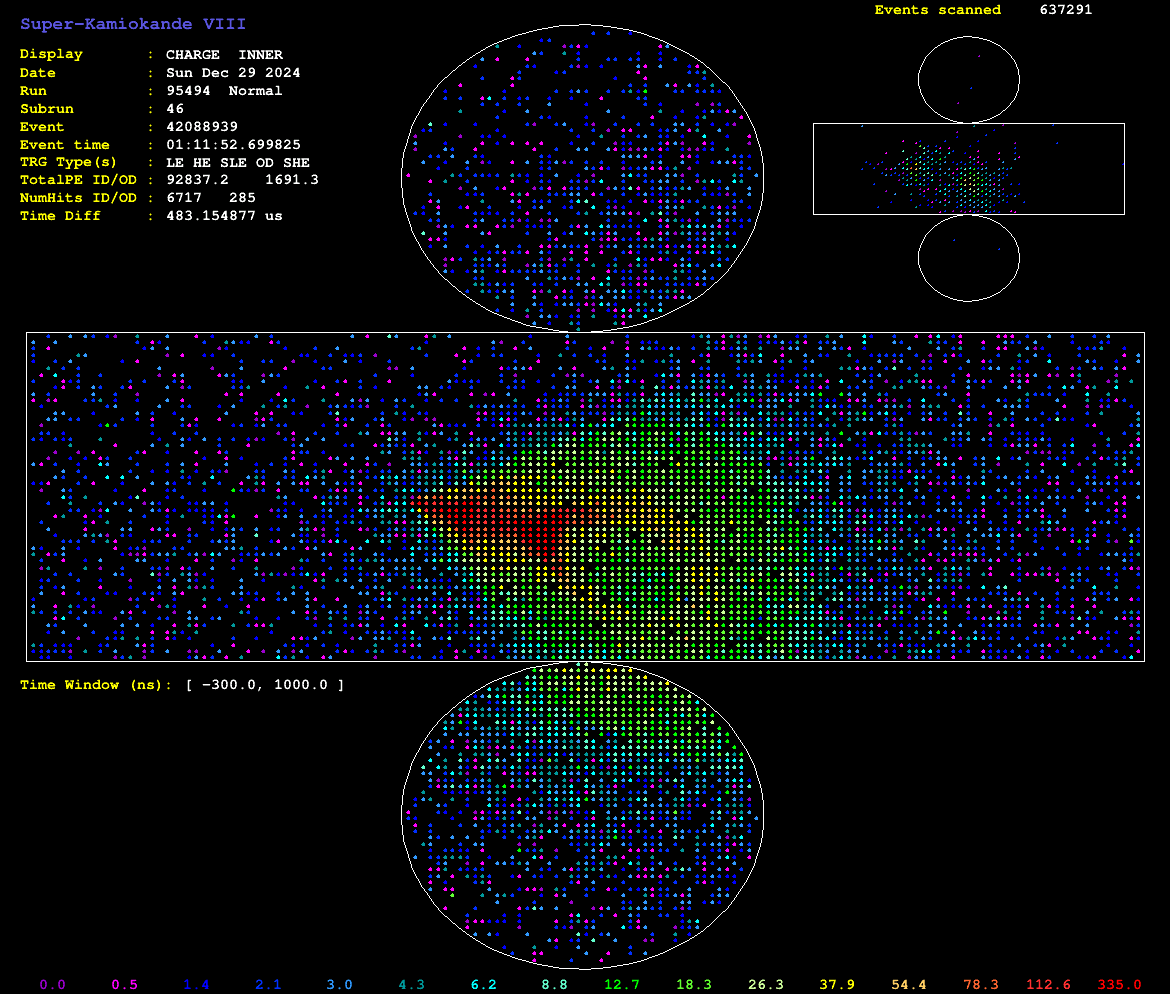 Super-Kamiokande VIII
Events scanned 637291
Display : CHARGE INNER
Date : Sun Dec 29 2024
Run : 95494 Normal
Subrun : 46
Event : 42088939
Event time : 01:11:52.699825
TRG Type(s) : LE HE SLE OD SHE
TotalPE ID/OD : 92837.2 1691.3
NumHits ID/OD : 6717 285
Time Diff : 483.154877 us
Time Window (ns): [ -300.0, 1000.0 ]
0.0 0.5 1.4 2.1 3.0 4.3 6.2 8.8 12.7 18.3 26.3 37.9 54.4 78.3 112.6 335.0